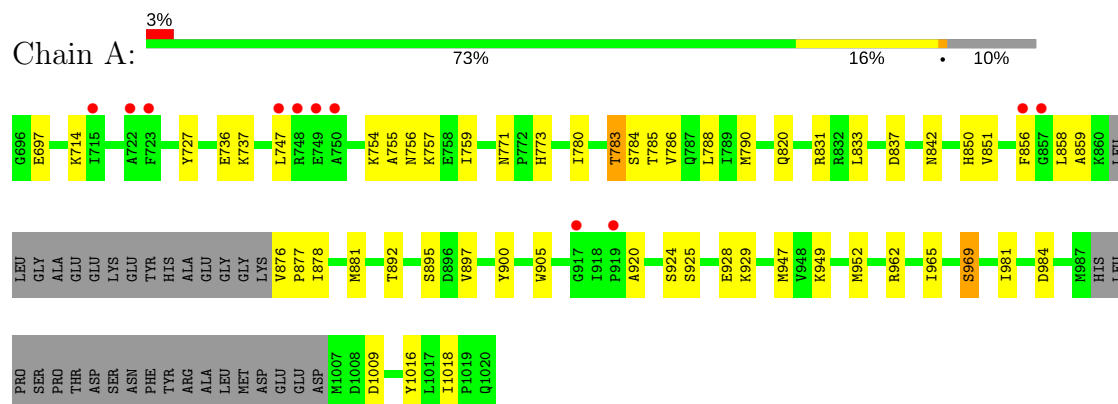 3%
Chain A:
73% 16% • 10%
G696 E697 K714 I715 A722 F723 Y727 E736 K737 L747 R748 E749 A750 K754 A755 N756 K757 E758 I759 N771 P772 H773 I780 T783 S784 T785 V786 Q787 L788 I789 M790 Q820 R831 R832 L833 D837 N842 H850 V851 F856 G857 L858 A859 K860 LEU
LEU GLY ALA GLU GLU LYS GLU TYR HIS ALA GLU GLY GLY LYS V876 P877 I878 M881 T892 S895 D896 V897 Y900 W905 G917 I918 P919 A920 S924 S925 E928 K929 M947 V948 K949 M952 R962 I965 S969 I981 D984 M987 HIS LEU
PRO SER PRO THR ASP SER ASN PHE TYR ARG ALA LEU MET ASP GLU GLU ASP M1007 D1008 D1009 Y1016 L1017 I1018 P1019 Q1020